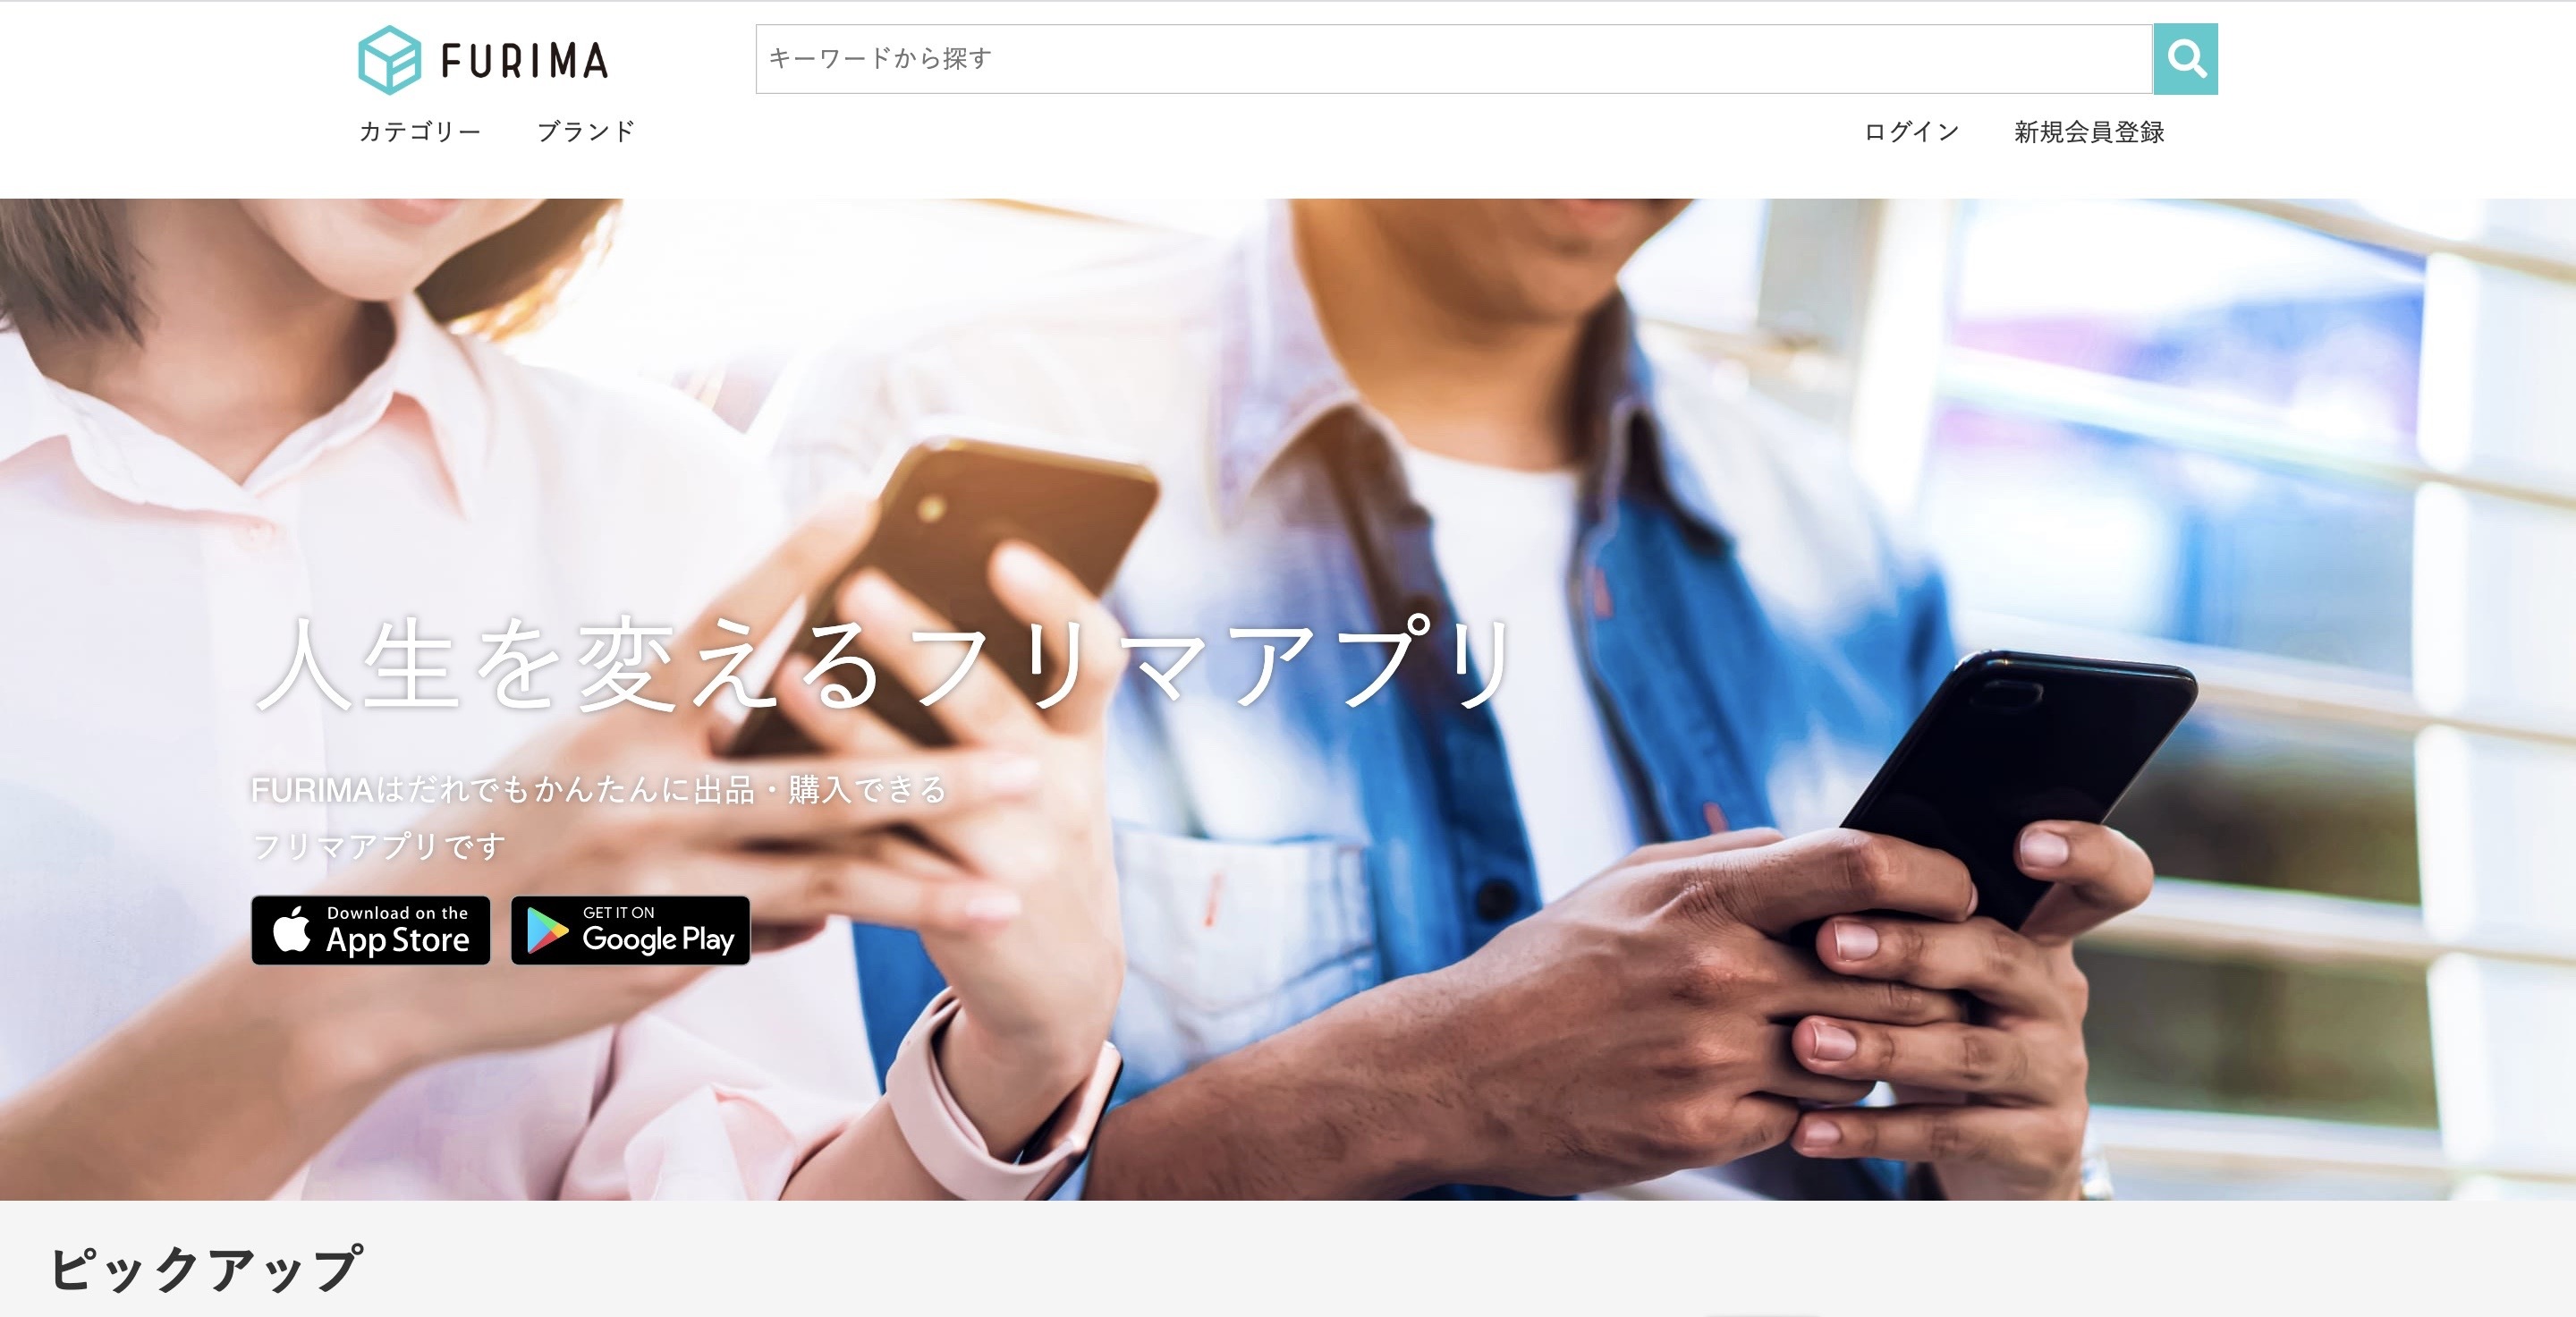 FURIMA
キーワードから探す
カテゴリー ブランド ログイン 新規会員登録
人生を変えるフリマアプリ
FURIMAはだれでもかんたんに出品・購入できる
フリマアプリです
Download on the
App Store
GET IT ON
Google Play
ピックアップ